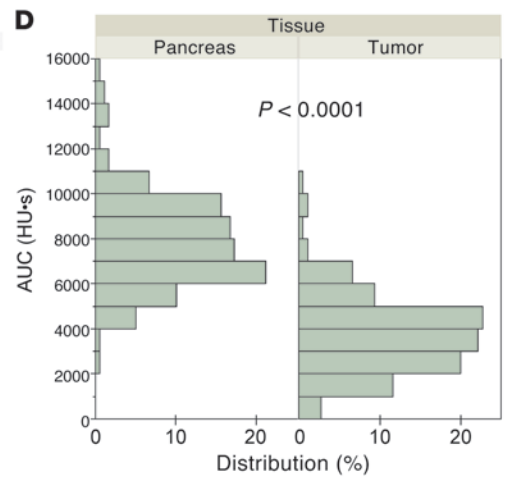 D
Tissue
Pancreas Tumor
16000
14000
P < 0.0001
12000
10000
8000
6000
4000
2000
0
AUC (HU•s)
0 10 20 0 10 20
Distribution (%)